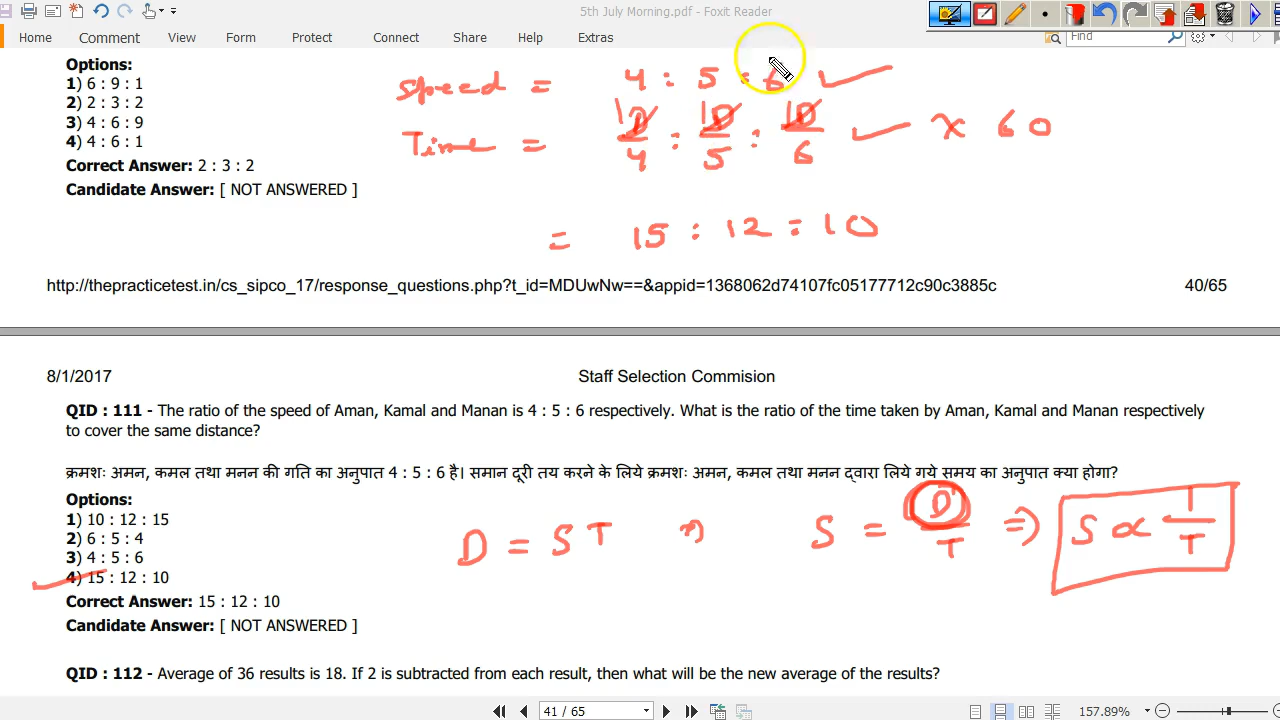 5th July Morning.pdf - Foxit Reader
Home Comment View Form Protect Connect Share Help Extras Find
Options:
1) 6 : 9 : 1
2) 2 : 3 : 2
3) 4 : 6 : 9
4) 4 : 6 : 1
Correct Answer: 2 : 3 : 2
Candidate Answer: [ NOT ANSWERED ]
Speed = 4 : 5 : 6
Time = 1D/4 : 1D/5 : 1D/6 x 60
= 15 : 12 : 10
http://thepracticetest.in/cs_sipco_17/response_questions.php?t_id=MDUwNw==&appid=1368062d74107fc05177712c90c3885c 40/65
8/1/2017 Staff Selection Commision
QID : 111 - The ratio of the speed of Aman, Kamal and Manan is 4 : 5 : 6 respectively. What is the ratio of the time taken by Aman, Kamal and Manan respectively
to cover the same distance?
क्रमशः अमन, कमल तथा मनन की गति का अनुपात 4 : 5 : 6 है। समान दूरी तय करने के लिये क्रमशः अमन, कमल तथा मनन द्वारा लिये गये समय का अनुपात क्या होगा?
Options:
1) 10 : 12 : 15
2) 6 : 5 : 4
3) 4 : 5 : 6
4) 15 : 12 : 10
D = ST ⇒ S = D/T ⇒ S ∝ 1/T
Correct Answer: 15 : 12 : 10
Candidate Answer: [ NOT ANSWERED ]
QID : 112 - Average of 36 results is 18. If 2 is subtracted from each result, then what will be the new average of the results?
41 / 65 157.89%